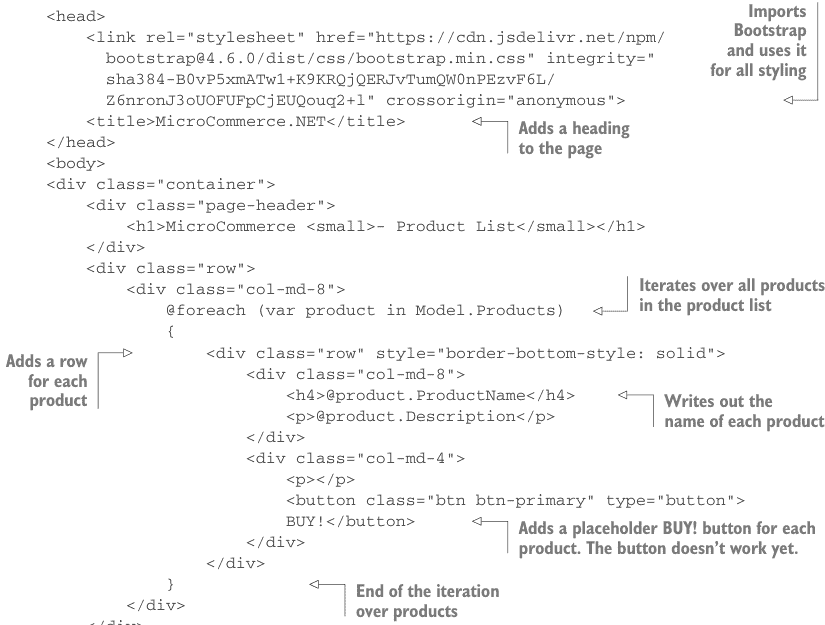 <head>
Imports
Bootstrap
and uses it
for all styling
<link rel="stylesheet" href="https://cdn.jsdelivr.net/npm/
bootstrap@4.6.0/dist/css/bootstrap.min.css" integrity="
sha384-B0vP5xmATw1+K9KRQjQERJvTumQW0nPEzvF6L/
Z6nronJ3oUOFUFpCjEUQouq2+l" crossorigin="anonymous">
<title>MicroCommerce.NET</title>
Adds a heading
to the page
</head>
<body>
<div class="container">
<div class="page-header">
<h1>MicroCommerce <small>- Product List</small></h1>
</div>
<div class="row">
<div class="col-md-8">
@foreach (var product in Model.Products)
Iterates over all products
in the product list
{
<div class="row" style="border-bottom-style: solid">
Adds a row
for each
product
<div class="col-md-8">
<h4>@product.ProductName</h4>
Writes out the
name of each product
<p>@product.Description</p>
</div>
<div class="col-md-4">
<p></p>
<button class="btn btn-primary" type="button">
BUY!</button>
Adds a placeholder BUY! button for each
product. The button doesn't work yet.
</div>
</div>
}
End of the iteration
over products
</div>
</div>